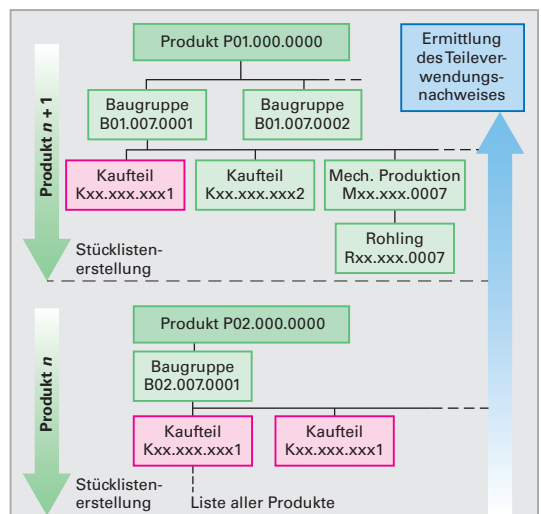 Produkt P01.000.0000
Ermittlung
des Teilever-
wendungs-
nachweises
Produkt n + 1
Baugruppe
B01.007.0001
Baugruppe
B01.007.0002
Kaufteil
Kxx.xxx.xxx1
Kaufteil
Kxx.xxx.xxx2
Mech. Produktion
Mxx.xxx.0007
Rohling
Rxx.xxx.0007
Stücklisten-
erstellung
Produkt P02.000.0000
Produkt n
Baugruppe
B02.007.0001
Kaufteil
Kxx.xxx.xxx1
Kaufteil
Kxx.xxx.xxx1
Stücklisten-
erstellung
Liste aller Produkte